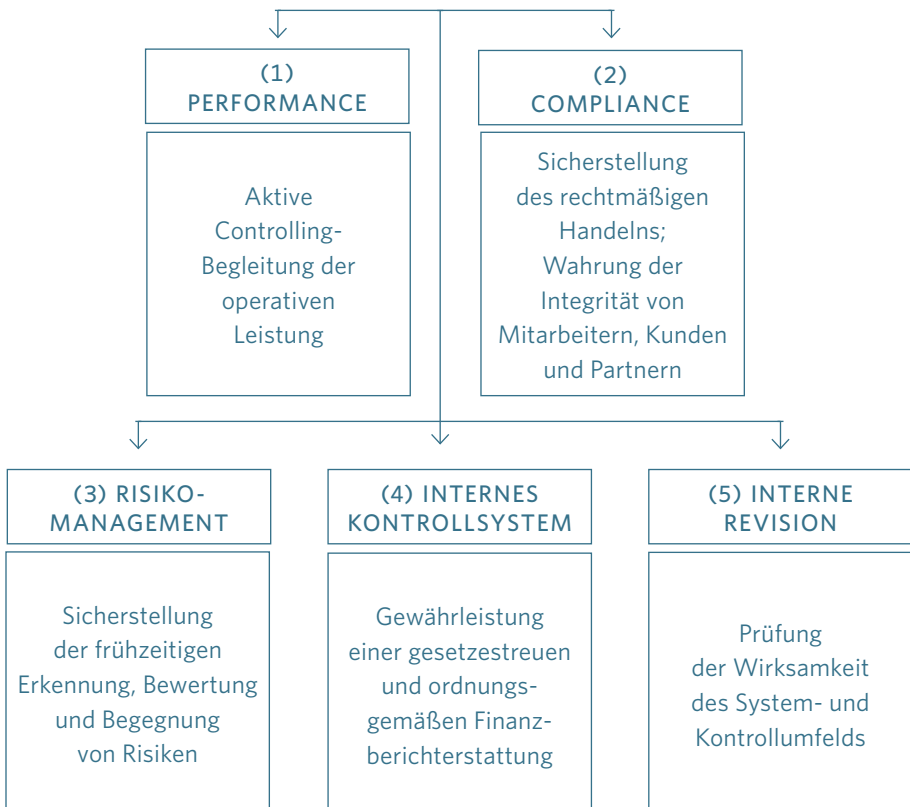 (1)
PERFORMANCE
Aktive
Controlling-
Begleitung der
operativen
Leistung
(2)
COMPLIANCE
Sicherstellung
des rechtmäßigen
Handelns;
Wahrung der
Integrität von
Mitarbeitern, Kunden
und Partnern
(3) RISIKO-
MANAGEMENT
Sicherstellung
der frühzeitigen
Erkennung, Bewertung
und Begegnung
von Risiken
(4) INTERNES
KONTROLLSYSTEM
Gewährleistung
einer gesetzestreuen
und ordnungs-
gemäßen Finanz-
berichterstattung
(5) INTERNE
REVISION
Prüfung
der Wirksamkeit
des System- und
Kontrollumfelds